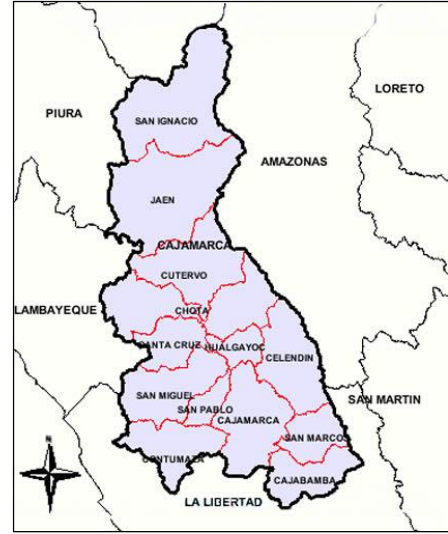 LORETO
PIURA
SAN IGNACIO
AMAZONAS
JAEN
CAJAMARCA
CUTERVO
LAMBAYEQUE
CHOTA
SANTA CRUZ
HUALGAYOC
CELENDIN
SAN MIGUEL
SAN MARTIN
SAN PABLO
CAJAMARCA
SAN MARCOS
CONTUMAZA
CAJABAMBA
LA LIBERTAD
N